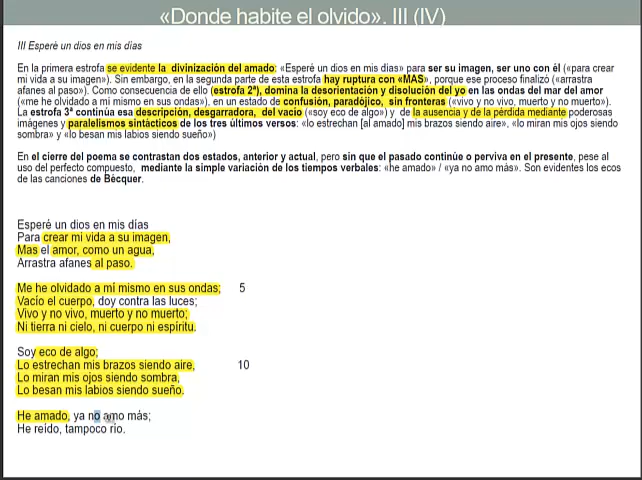 «Donde habite el olvido». III (IV)
III Esperé un dios en mis días
En la primera estrofa se evidente la divinización del amado: «Esperé un dios en mis días» para ser su imagen, ser uno con él («para crear
mi vida a su imagen»). Sin embargo, en la segunda parte de esta estrofa hay ruptura con «MAS», porque ese proceso finalizó («arrastra
afanes al paso»). Como consecuencia de ello (estrofa 2ª), domina la desorientación y disolución del yo en las ondas del mar del amor
(«me he olvidado a mi mismo en sus ondas»), en un estado de confusión, paradójico, sin fronteras («vivo y no vivo, muerto y no muerto»).
La estrofa 3ª continúa esa descripción, desgarradora, del vacío («soy eco de algo») y de la ausencia y de la pérdida mediante poderosas
imágenes y paralelismos sintácticos de los tres últimos versos: «lo estrechan [al amado] mis brazos siendo aire», «lo miran mis ojos siendo
sombra» y «lo besan mis labios siendo sueño»)
En el cierre del poema se contrastan dos estados, anterior y actual, pero sin que el pasado continúe o perviva en el presente, pese al
uso del perfecto compuesto, mediante la simple variación de los tiempos verbales: «he amado» / «ya no amo más». Son evidentes los ecos
de las canciones de Bécquer.
Esperé un dios en mis días
Para crear mi vida a su imagen,
Mas el amor, como un agua,
Arrastra afanes al paso.
Me he olvidado a mí mismo en sus ondas; 5
Vacío el cuerpo, doy contra las luces;
Vivo y no vivo, muerto y no muerto;
Ni tierra ni cielo, ni cuerpo ni espíritu.
Soy eco de algo;
Lo estrechan mis brazos siendo aire, 10
Lo miran mis ojos siendo sombra,
Lo besan mis labios siendo sueño.
He amado, ya no amo más;
He reído, tampoco río.